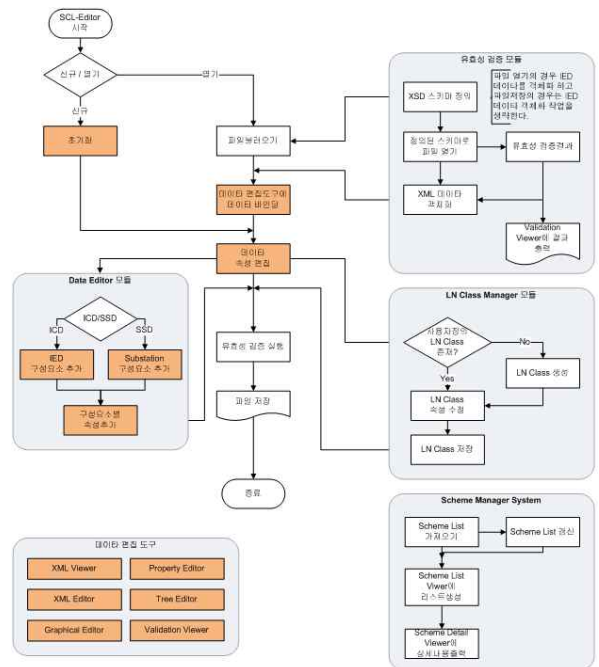 SCL-Editor
시작
신규 / 열기
열기
신규
초기화
파일불러오기
데이타 편집도구에
데이타 바인딩
데이타
속성 편집
유효성 검증 실행
파일 저장
종료
Data Editor 모듈
ICD/SSD
ICD
SSD
IED
구성요소 추가
Substation
구성요소 추가
구성요소별
속성추가
데이타 편집 도구
XML Viewer
Property Editor
XML Editor
Tree Editor
Graphical Editor
Validation Viewer
유효성 검증 모듈
XSD 스키마 정의
파일 열기의 경우 IED
데이타를 객체화 하고
파일저장의 경우는 IED
데이타 객체화 작업을
생략한다.
정의된 스키마로
파일 열기
유효성 검증결과
XML 데이타
객체화
Validation
Viewer에 결과
출력
LN Class Manager 모듈
사용자정의
LN Class
존재?
No
Yes
LN Class 생성
LN Class
속성 수정
LN Class 저장
Scheme Manager System
Scheme List
가져오기
Scheme List 갱신
Scheme List
Viwer에
리스트생성
Scheme Detail
Viewer에
상세내용출력